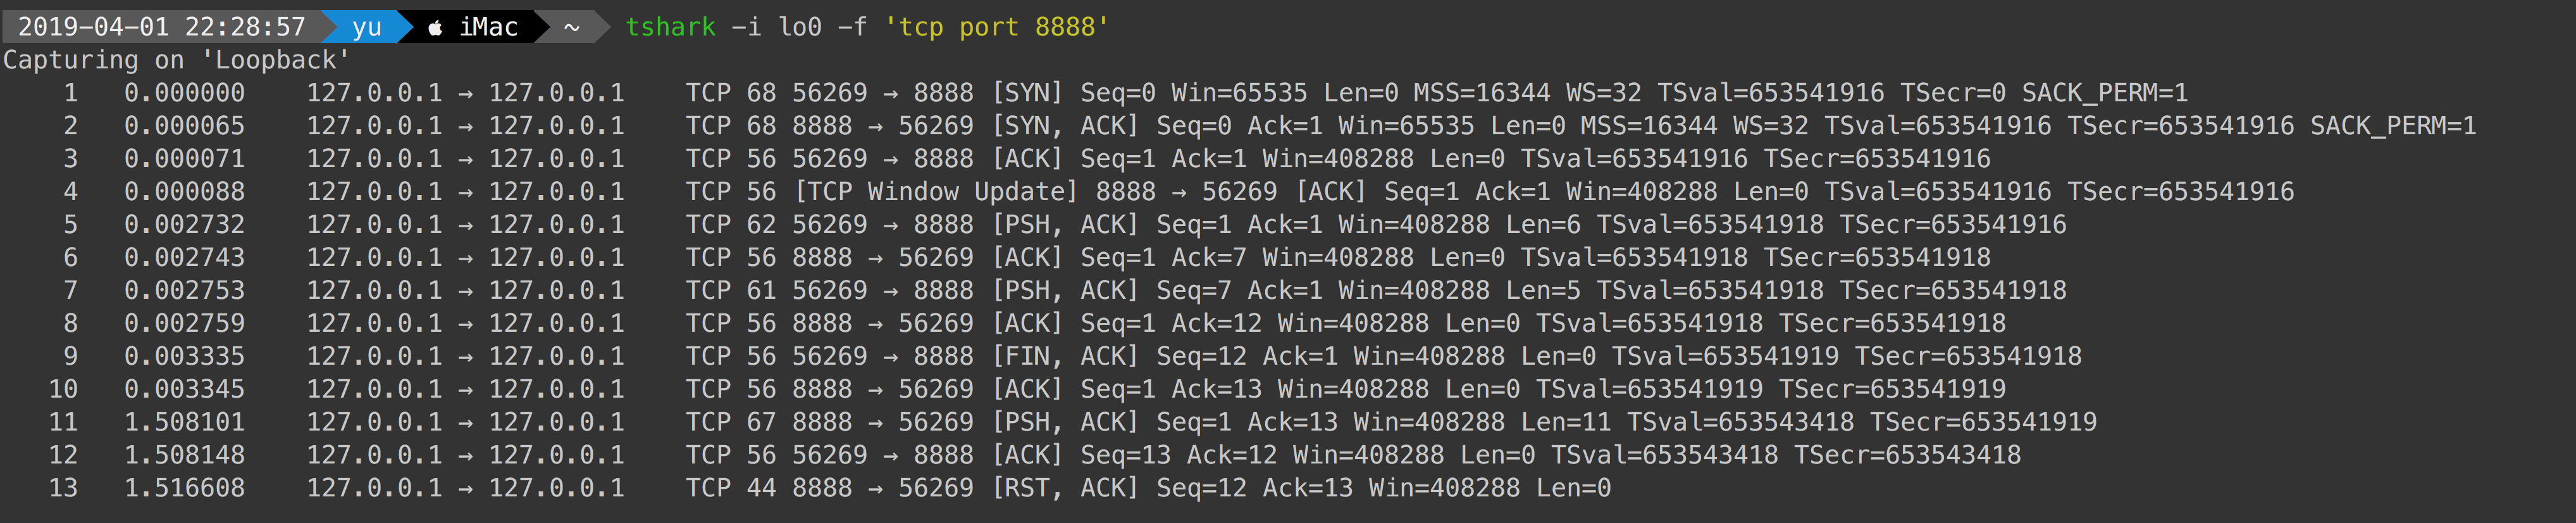 2019-04-01 22:28:57 yu iMac ~ tshark -i lo0 -f 'tcp port 8888'
Capturing on 'Loopback'
1 0.000000 127.0.0.1 → 127.0.0.1 TCP 68 56269 → 8888 [SYN] Seq=0 Win=65535 Len=0 MSS=16344 WS=32 TSval=653541916 TSecr=0 SACK_PERM=1
2 0.000065 127.0.0.1 → 127.0.0.1 TCP 68 8888 → 56269 [SYN, ACK] Seq=0 Ack=1 Win=65535 Len=0 MSS=16344 WS=32 TSval=653541916 TSecr=653541916 SACK_PERM=1
3 0.000071 127.0.0.1 → 127.0.0.1 TCP 56 56269 → 8888 [ACK] Seq=1 Ack=1 Win=408288 Len=0 TSval=653541916 TSecr=653541916
4 0.000088 127.0.0.1 → 127.0.0.1 TCP 56 [TCP Window Update] 8888 → 56269 [ACK] Seq=1 Ack=1 Win=408288 Len=0 TSval=653541916 TSecr=653541916
5 0.002732 127.0.0.1 → 127.0.0.1 TCP 62 56269 → 8888 [PSH, ACK] Seq=1 Ack=1 Win=408288 Len=6 TSval=653541918 TSecr=653541916
6 0.002743 127.0.0.1 → 127.0.0.1 TCP 56 8888 → 56269 [ACK] Seq=1 Ack=7 Win=408288 Len=0 TSval=653541918 TSecr=653541918
7 0.002753 127.0.0.1 → 127.0.0.1 TCP 61 56269 → 8888 [PSH, ACK] Seq=7 Ack=1 Win=408288 Len=5 TSval=653541918 TSecr=653541918
8 0.002759 127.0.0.1 → 127.0.0.1 TCP 56 8888 → 56269 [ACK] Seq=1 Ack=12 Win=408288 Len=0 TSval=653541918 TSecr=653541918
9 0.003335 127.0.0.1 → 127.0.0.1 TCP 56 56269 → 8888 [FIN, ACK] Seq=12 Ack=1 Win=408288 Len=0 TSval=653541919 TSecr=653541918
10 0.003345 127.0.0.1 → 127.0.0.1 TCP 56 8888 → 56269 [ACK] Seq=1 Ack=13 Win=408288 Len=0 TSval=653541919 TSecr=653541919
11 1.508101 127.0.0.1 → 127.0.0.1 TCP 67 8888 → 56269 [PSH, ACK] Seq=1 Ack=13 Win=408288 Len=11 TSval=653543418 TSecr=653541919
12 1.508148 127.0.0.1 → 127.0.0.1 TCP 56 56269 → 8888 [ACK] Seq=13 Ack=12 Win=408288 Len=0 TSval=653543418 TSecr=653543418
13 1.516608 127.0.0.1 → 127.0.0.1 TCP 44 8888 → 56269 [RST, ACK] Seq=12 Ack=13 Win=408288 Len=0